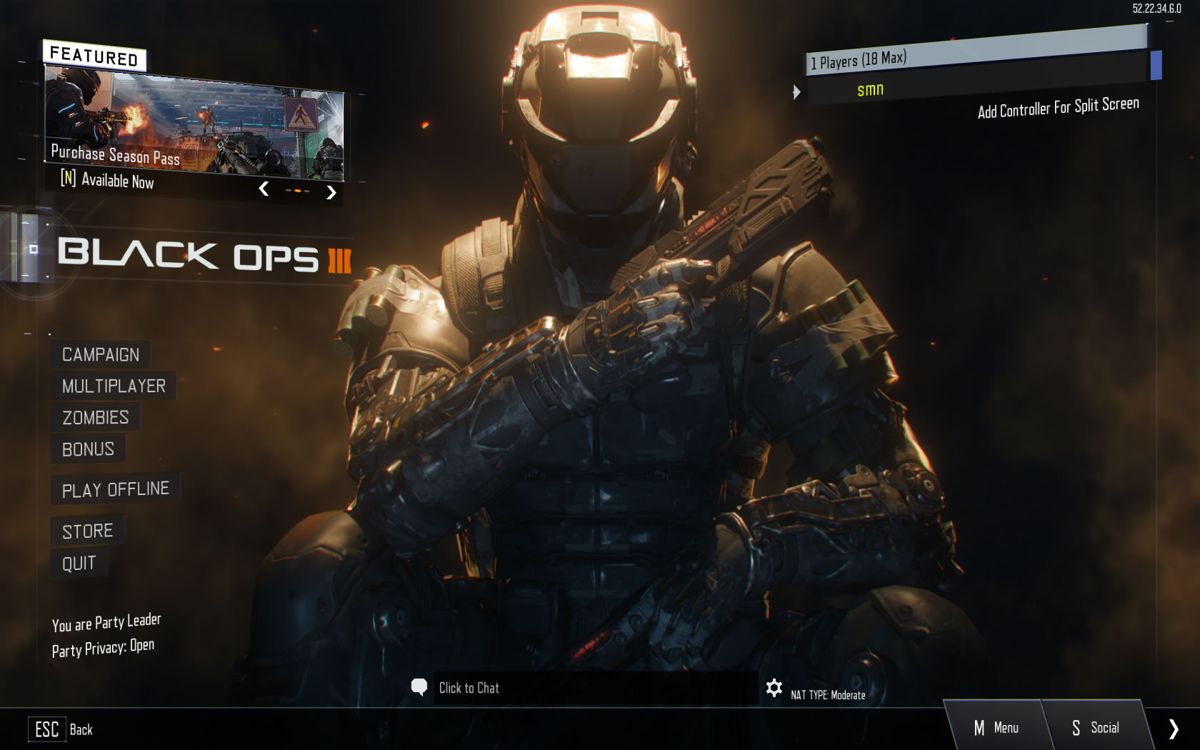 52.22.34.6.0
FEATURED
Purchase Season Pass
[N] Available Now
BLACK OPS III
1 Players (18 Max)
smn
Add Controller For Split Screen
CAMPAIGN
MULTIPLAYER
ZOMBIES
BONUS
PLAY OFFLINE
STORE
QUIT
You are Party Leader
Party Privacy: Open
Click to Chat
NAT TYPE: Moderate
ESC Back
M Menu
S Social